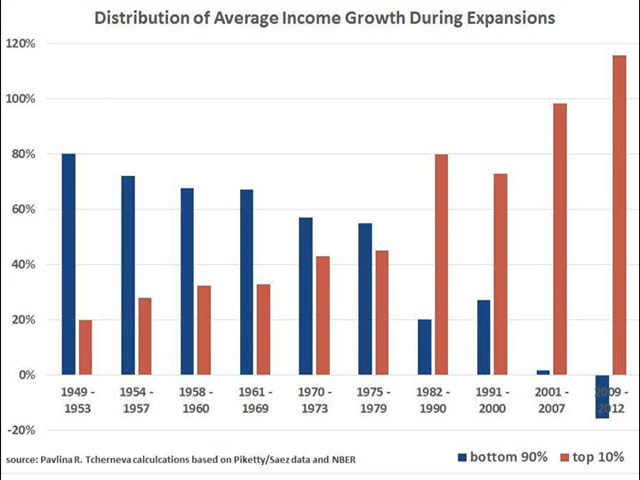 Distribution of Average Income Growth During Expansions
120%
100%
80%
60%
40%
20%
0%
-20%
1949 - 1954 - 1958 - 1961 - 1970 - 1975 - 1982 - 1991 - 2001 - 2009 -
1953 1957 1960 1969 1973 1979 1990 2000 2007 2012
source: Pavlina R. Tcherneva calculcations based on Piketty/Saez data and NBER
bottom 90% top 10%